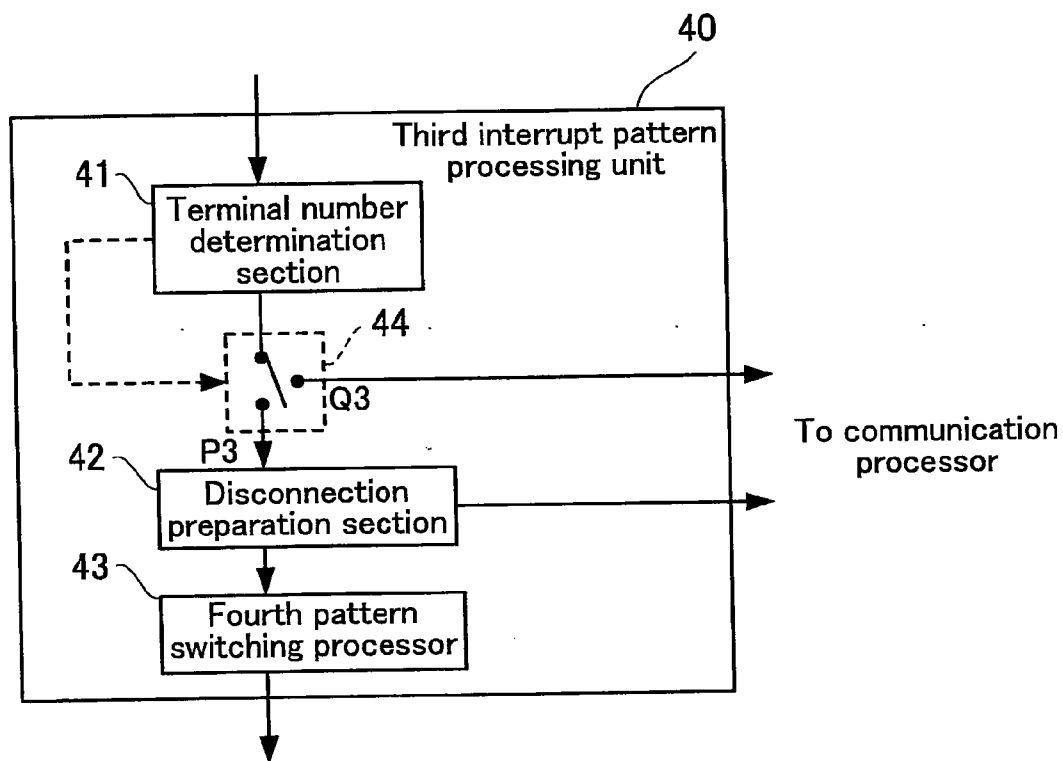 40
Third interrupt pattern
processing unit
41
Terminal number
determination
section
44
Q3
P3
To communication
processor
42
Disconnection
preparation section
43
Fourth pattern
switching processor